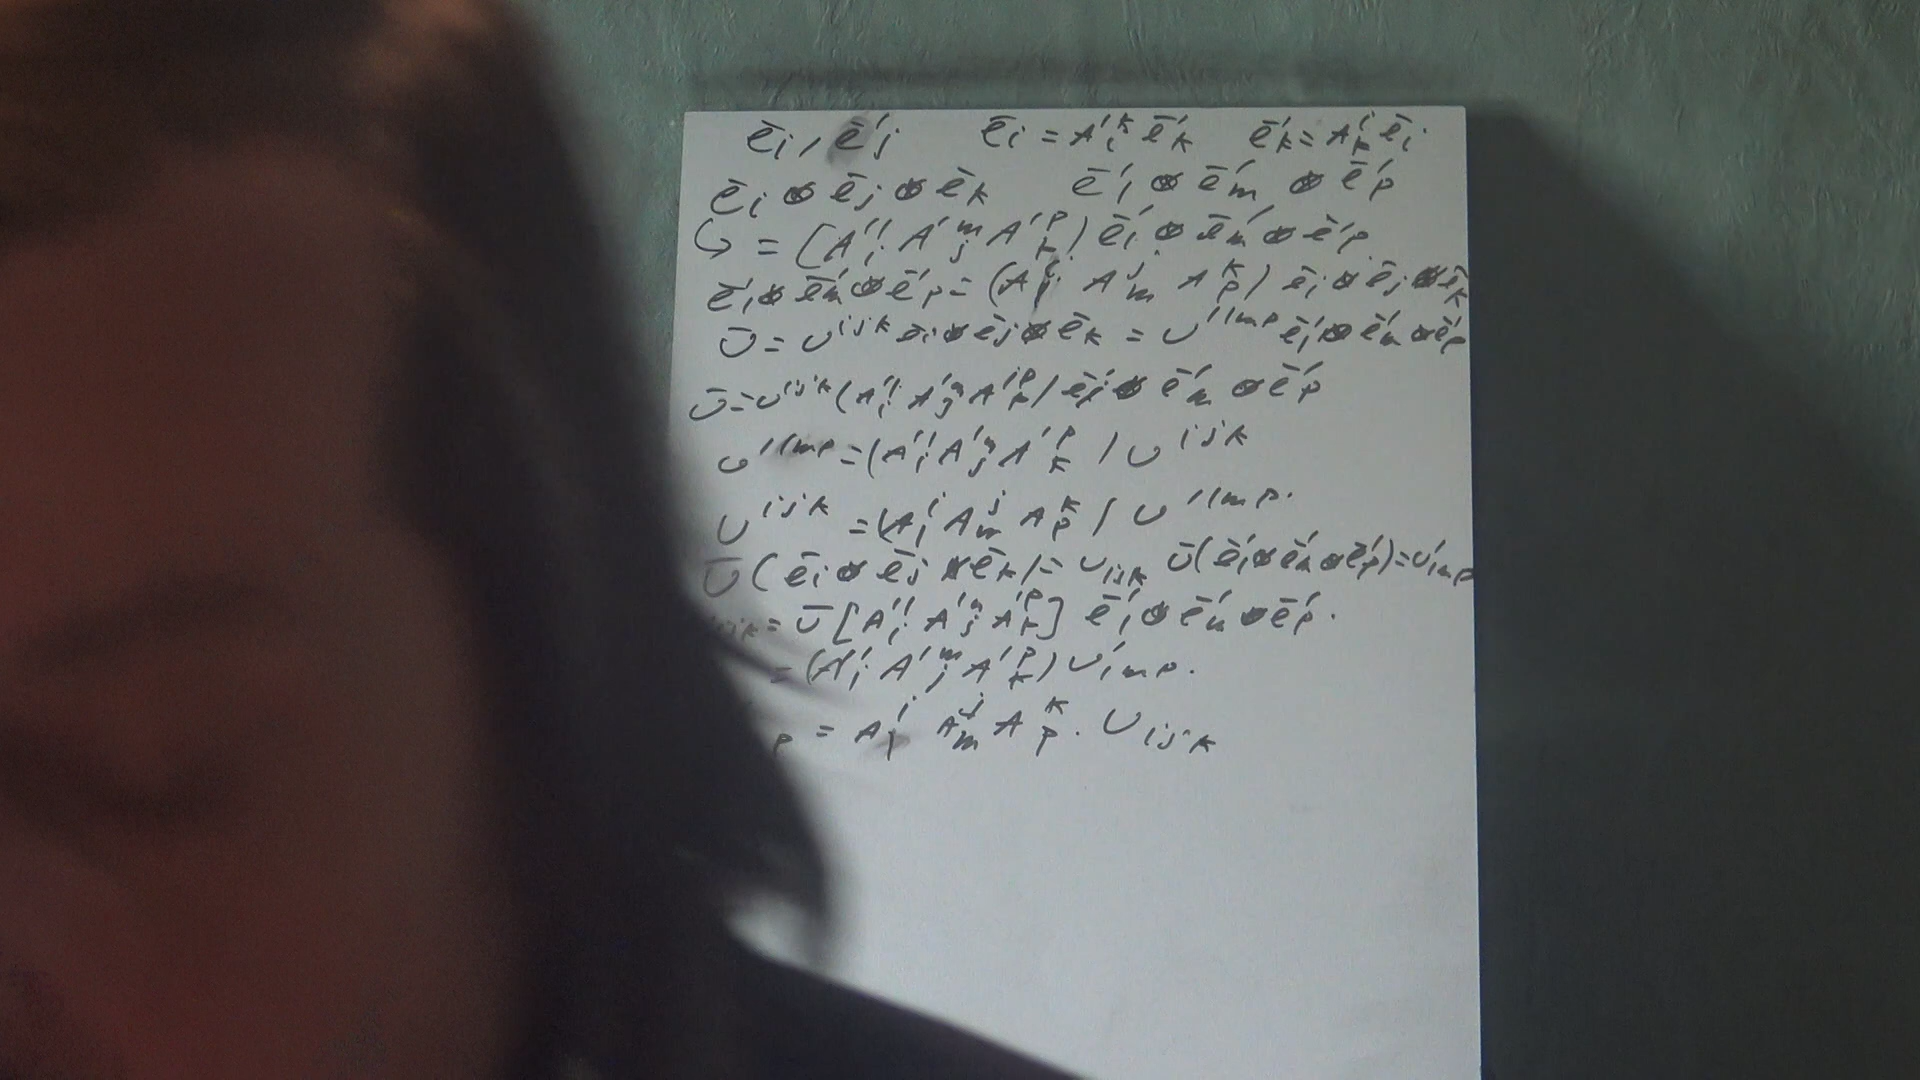 ēi, ē'j ēi = A'ᵏᵢ ē'k ē'k = Aⁱₖ ēi
ēi ⊗ ēj ⊗ ēk ē'l ⊗ ē'm ⊗ ē'p
↳ = (A'ˡᵢ A'ᵐⱼ A'ᵖₖ) ē'l ⊗ ē'm ⊗ ē'p
ē'l ⊗ ē'm ⊗ ē'p = (Aⁱₗ Aʲₘ Aᵏₚ) ēi ⊗ ēj ⊗ ēk
Ū = Uⁱʲᵏ ēi ⊗ ēj ⊗ ēk = U'ˡᵐᵖ ē'l ⊗ ē'm ⊗ ē'p
Ū = Uⁱʲᵏ (A'ˡᵢ A'ᵐⱼ A'ᵖₖ) ē'l ⊗ ē'm ⊗ ē'p
U'ˡᵐᵖ = (A'ˡᵢ A'ᵐⱼ A'ᵖₖ) Uⁱʲᵏ
Uⁱʲᵏ = (Aⁱₗ Aʲₘ Aᵏₚ) U'ˡᵐᵖ.
Ū (ēi ⊗ ēj ⊗ ēk) = Uᵢⱼₖ Ū(ē'l ⊗ ē'm ⊗ ē'p) = U'ₗₘₚ
ᵢⱼₖ = Ū [A'ˡᵢ A'ᵐⱼ A'ᵖₖ] ē'l ⊗ ē'm ⊗ ē'p.
= (A'ˡᵢ A'ᵐⱼ A'ᵖₖ) U'ₗₘₚ.
ₚ = Aⁱₗ Aʲₘ Aᵏₚ . Uᵢⱼₖ